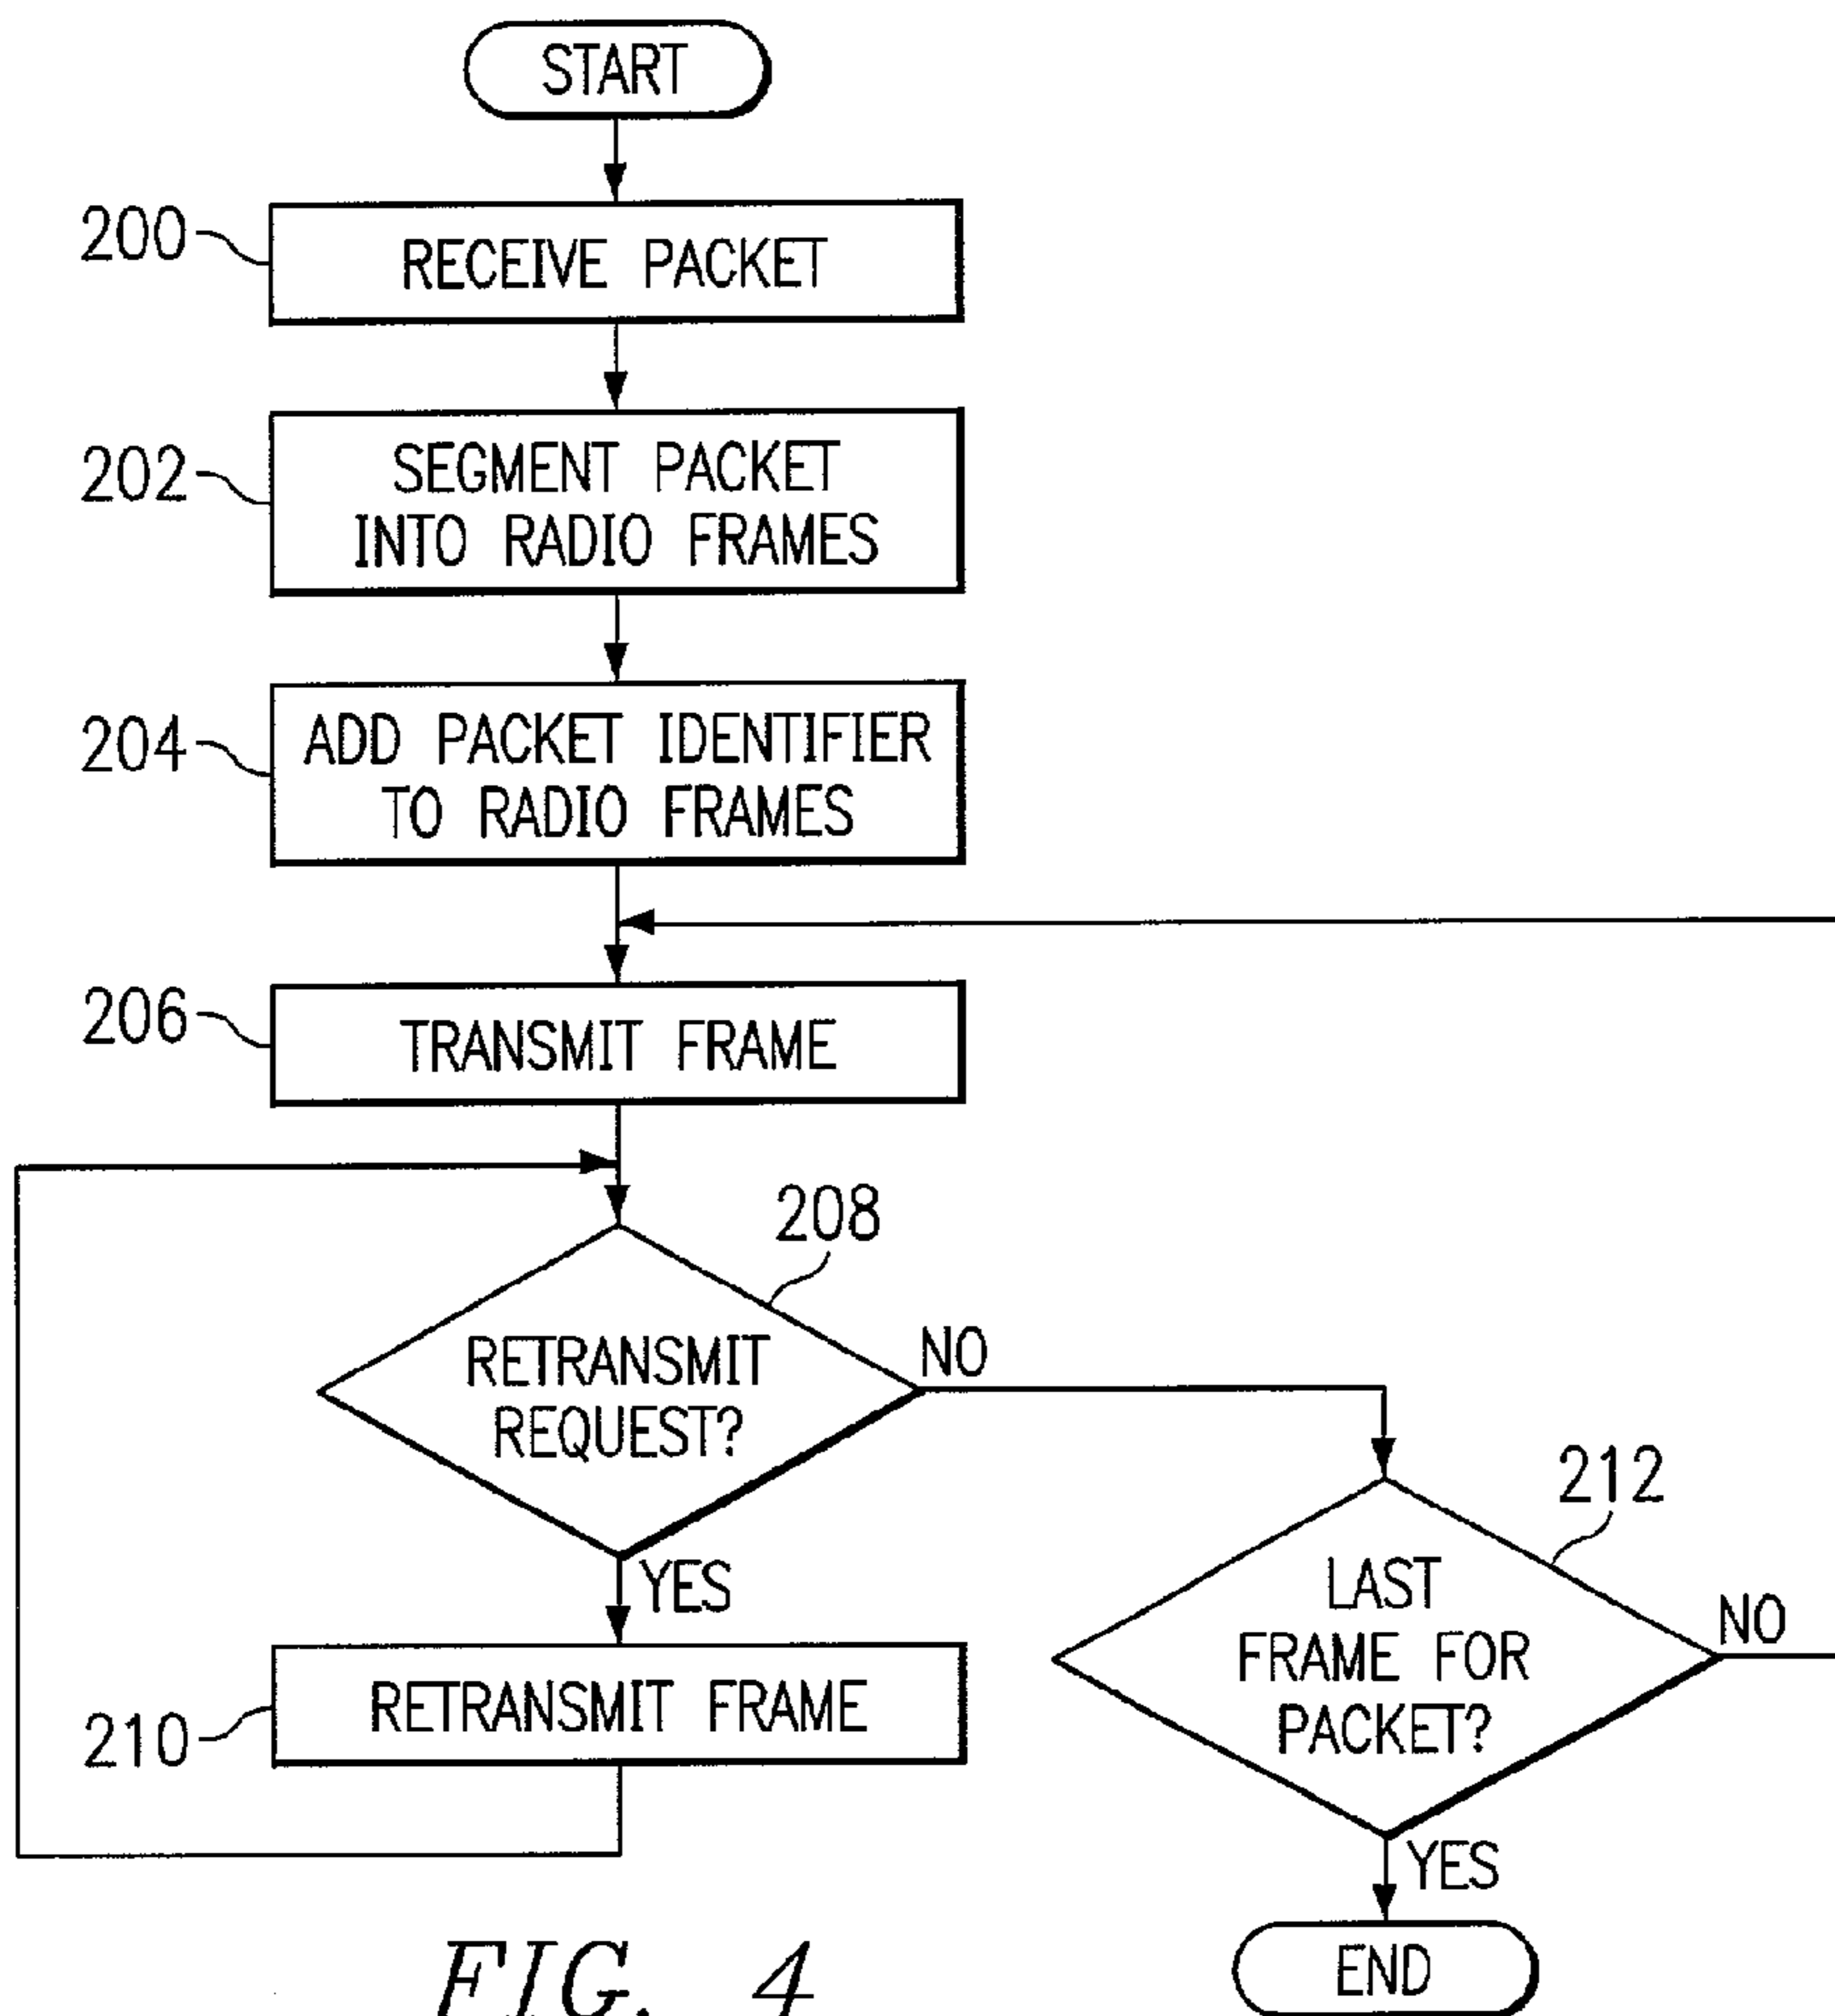 START
200
RECEIVE PACKET
202
SEGMENT PACKET
INTO RADIO FRAMES
204
ADD PACKET IDENTIFIER
TO RADIO FRAMES
206
TRANSMIT FRAME
208
RETRANSMIT
REQUEST?
NO
YES
210
RETRANSMIT FRAME
212
LAST
FRAME FOR
PACKET?
NO
YES
END
FIG. 4